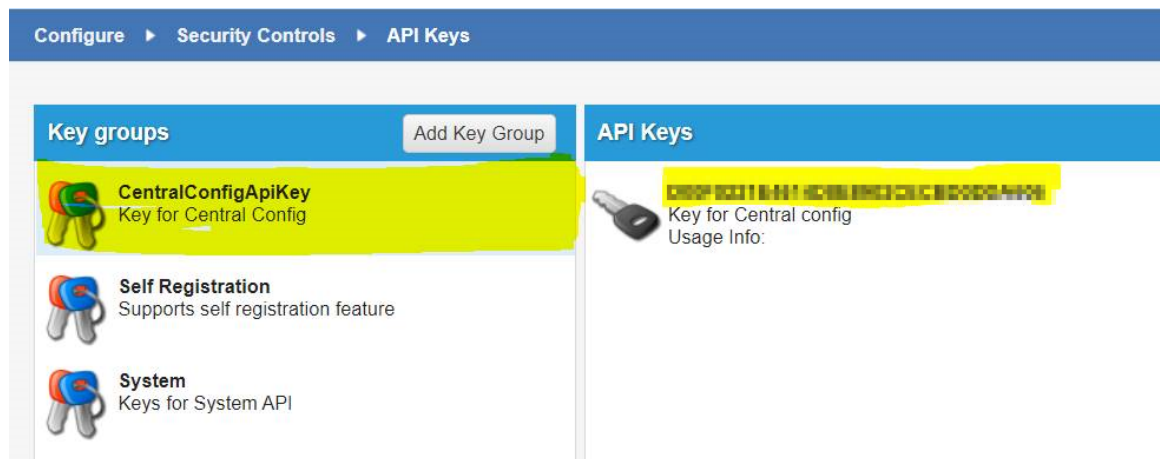 Configure ▶ Security Controls ▶ API Keys
Key groups
Add Key Group
CentralConfigApiKey
Key for Central Config
Self Registration
Supports self registration feature
System
Keys for System API
API Keys
Key for Central config
Usage Info: